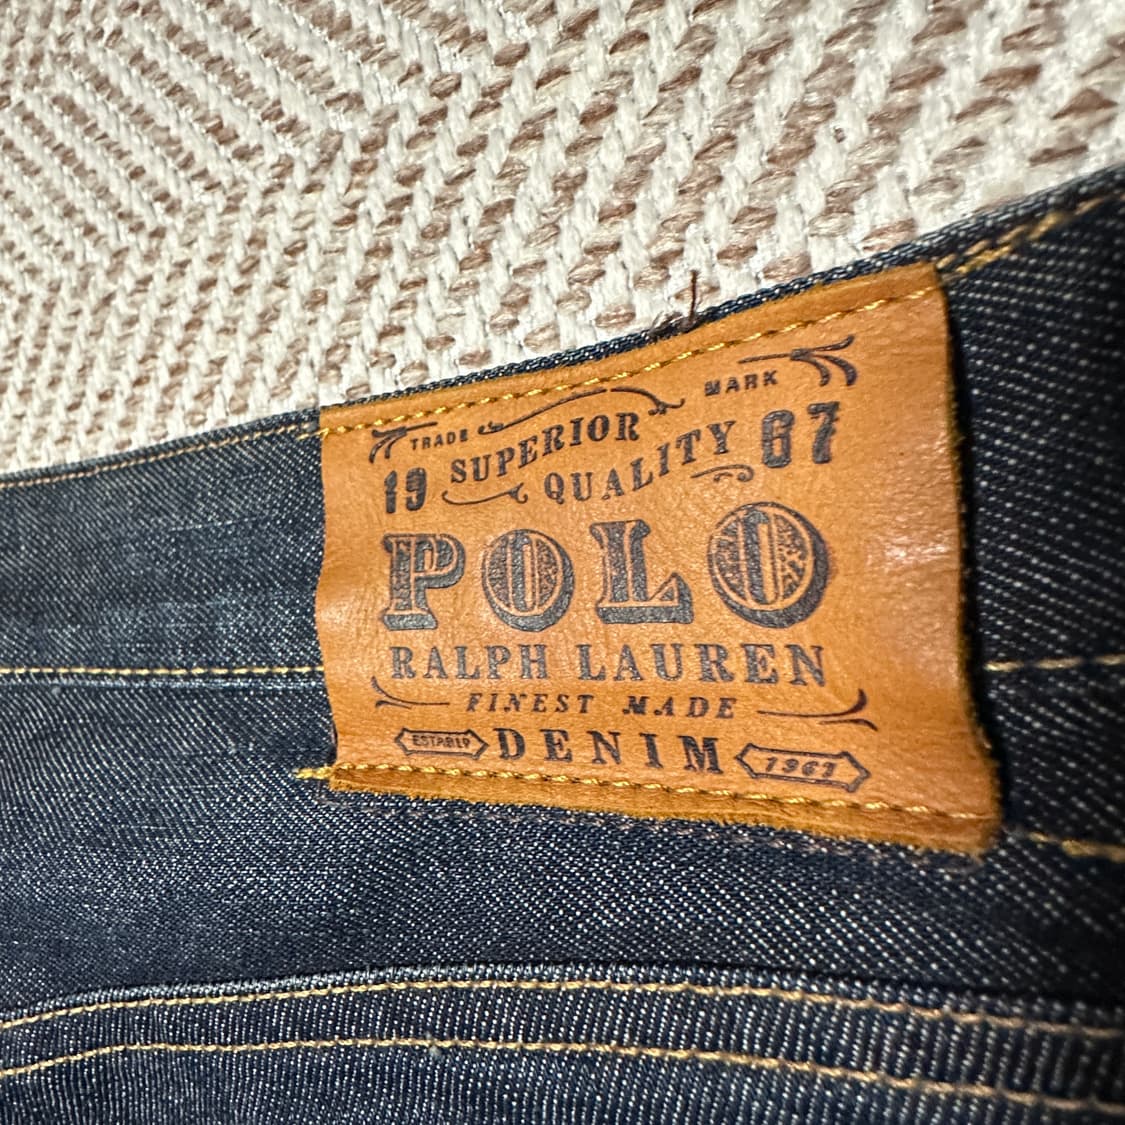 TRADE MARK
19 SUPERIOR QUALITY 67
POLO
RALPH LAUREN
FINEST MADE
DENIM
1967